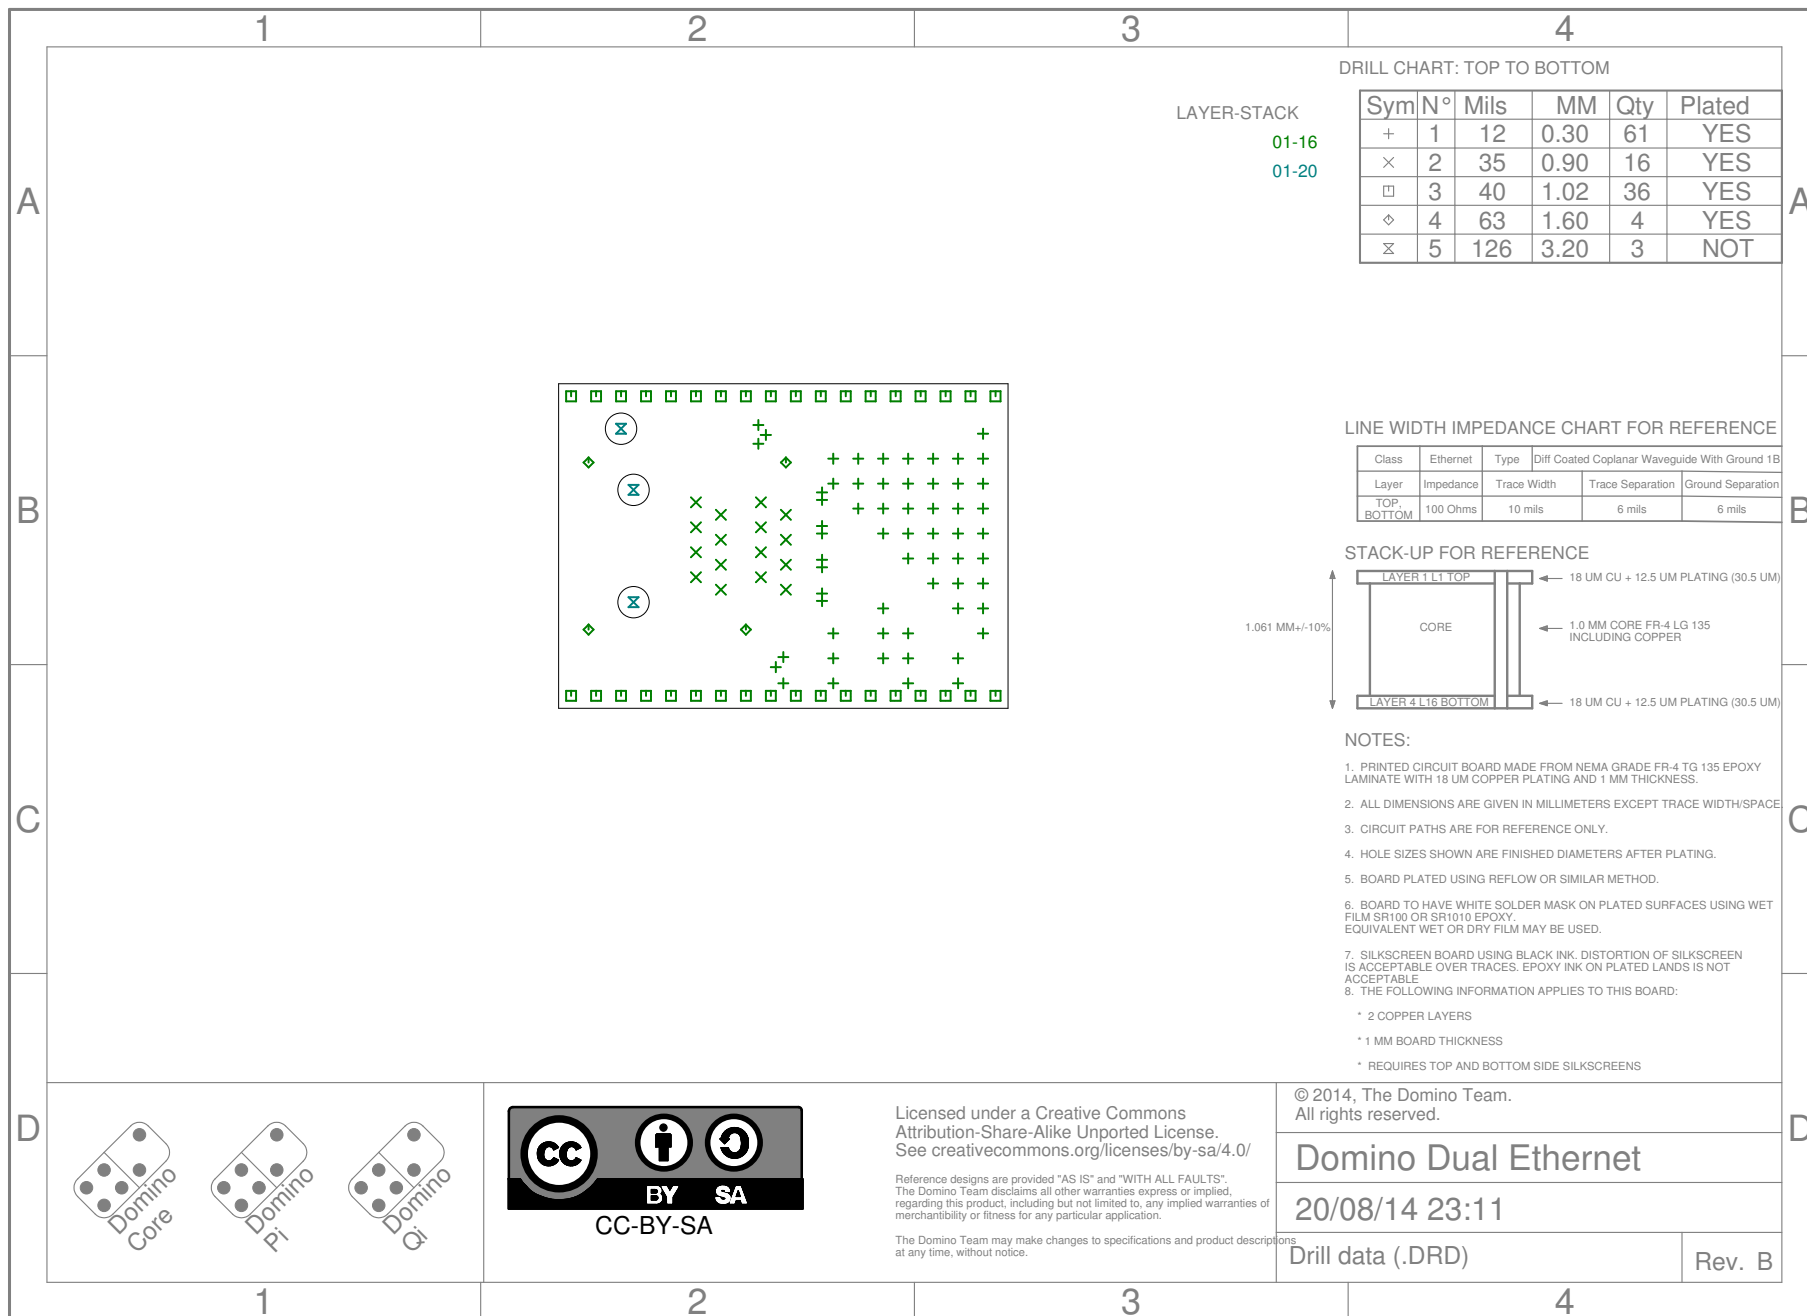 1 2 3 4
DRILL CHART: TOP TO BOTTOM
LAYER-STACK
01-16
01-20
Sym N° Mils MM Qty Plated
+ 1 12 0.30 61 YES
× 2 35 0.90 16 YES
3 40 1.02 36 YES
4 63 1.60 4 YES
5 126 3.20 3 NOT
A A
LINE WIDTH IMPEDANCE CHART FOR REFERENCE
Class Ethernet Type Diff Coated Coplanar Waveguide With Ground 1B
Layer Impedance Trace Width Trace Separation Ground Separation
TOP, BOTTOM 100 Ohms 10 mils 6 mils 6 mils
B B
STACK-UP FOR REFERENCE
LAYER 1 L1 TOP
18 UM CU + 12.5 UM PLATING (30.5 UM)
1.061 MM+/-10%
CORE
1.0 MM CORE FR-4 LG 135
INCLUDING COPPER
LAYER 4 L16 BOTTOM
18 UM CU + 12.5 UM PLATING (30.5 UM)
NOTES:
1. PRINTED CIRCUIT BOARD MADE FROM NEMA GRADE FR-4 TG 135 EPOXY
LAMINATE WITH 18 UM COPPER PLATING AND 1 MM THICKNESS.
2. ALL DIMENSIONS ARE GIVEN IN MILLIMETERS EXCEPT TRACE WIDTH/SPACE
C C
3. CIRCUIT PATHS ARE FOR REFERENCE ONLY.
4. HOLE SIZES SHOWN ARE FINISHED DIAMETERS AFTER PLATING.
5. BOARD PLATED USING REFLOW OR SIMILAR METHOD.
6. BOARD TO HAVE WHITE SOLDER MASK ON PLATED SURFACES USING WET
FILM SR100 OR SR1010 EPOXY.
EQUIVALENT WET OR DRY FILM MAY BE USED.
7. SILKSCREEN BOARD USING BLACK INK. DISTORTION OF SILKSCREEN
IS ACCEPTABLE OVER TRACES. EPOXY INK ON PLATED LANDS IS NOT
ACCEPTABLE
8. THE FOLLOWING INFORMATION APPLIES TO THIS BOARD:
* 2 COPPER LAYERS
* 1 MM BOARD THICKNESS
* REQUIRES TOP AND BOTTOM SIDE SILKSCREENS
D D
Domino
Core
Domino
Pi
Domino
Qi
cc
BY SA
CC-BY-SA
Licensed under a Creative Commons
Attribution-Share-Alike Unported License.
See creativecommons.org/licenses/by-sa/4.0/
Reference designs are provided "AS IS" and "WITH ALL FAULTS".
The Domino Team disclaims all other warranties express or implied,
regarding this product, including but not limited to, any implied warranties of
merchantibility or fitness for any particular application.
The Domino Team may make changes to specifications and product descriptions
at any time, without notice.
© 2014, The Domino Team.
All rights reserved.
Domino Dual Ethernet
20/08/14 23:11
Drill data (.DRD)
Rev. B
1 2 3 4